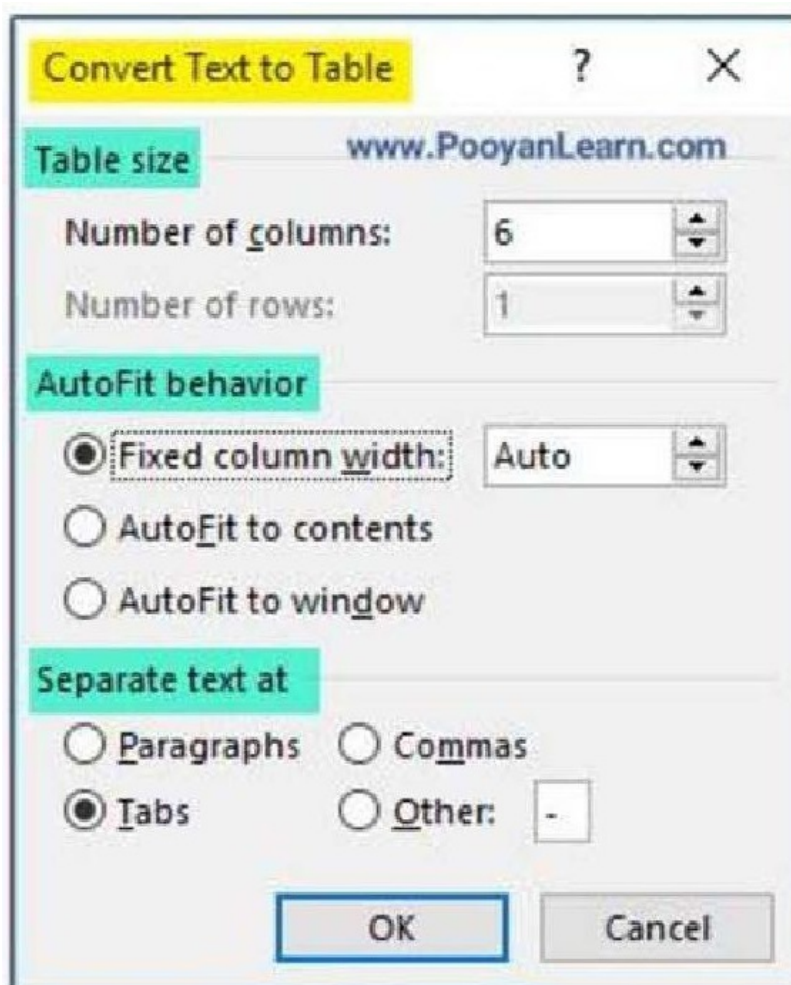 Convert Text to Table ? ×
www.PooyanLearn.com
Table size
Number of columns: 6
Number of rows: 1
AutoFit behavior
Fixed column width: Auto
AutoFit to contents
AutoFit to window
Separate text at
Paragraphs Commas
Tabs Other: -
OK Cancel